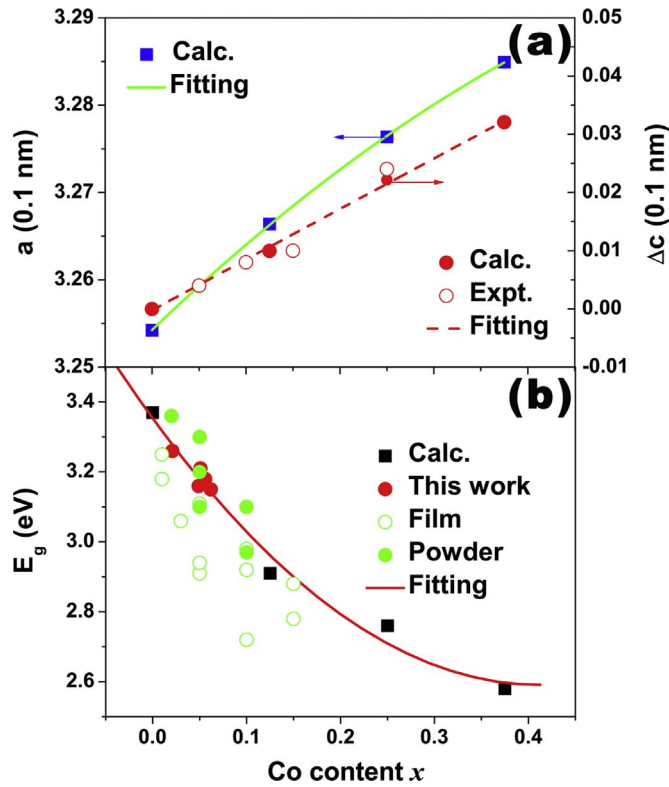 3.29
3.28
3.27
3.26
3.25
a (0.1 nm)
(a)
Calc.
Fitting
0.05
0.04
0.03
0.02
0.01
0.00
-0.01
Δc (0.1 nm)
Calc.
Expt.
Fitting
3.4
3.2
3.0
2.8
2.6
E_g (eV)
(b)
Calc.
This work
Film
Powder
Fitting
0.0 0.1 0.2 0.3 0.4
Co content x